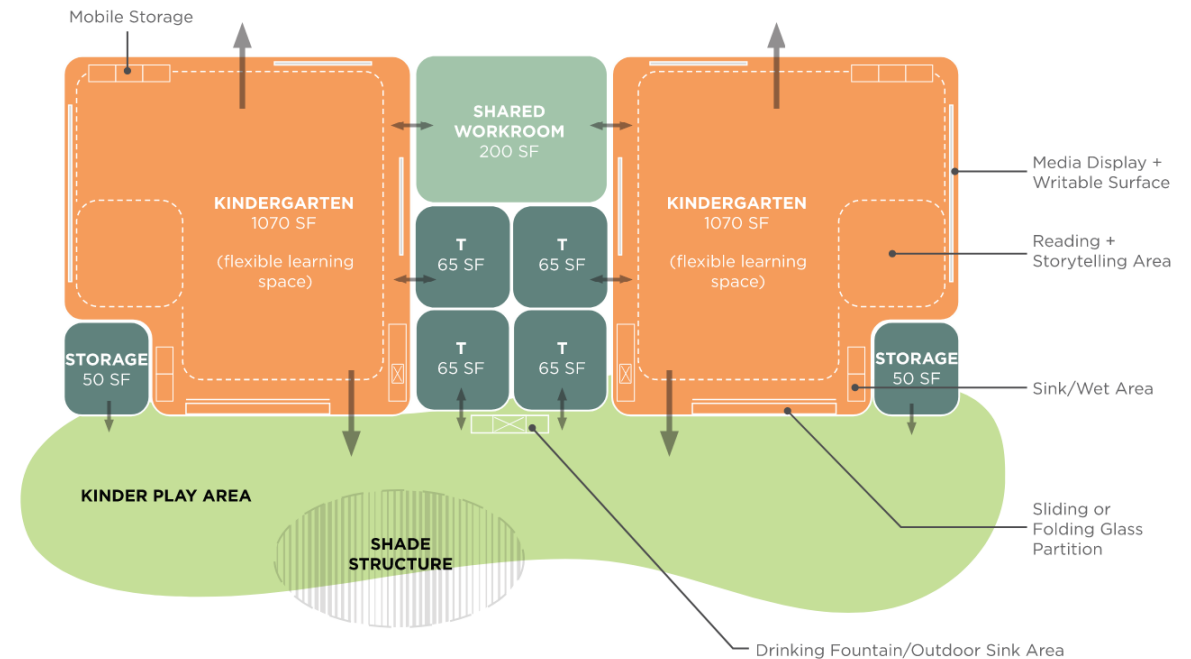 Mobile Storage
SHARED
WORKROOM
200 SF
KINDERGARTEN
1070 SF
(flexible learning
space)
KINDERGARTEN
1070 SF
(flexible learning
space)
T
65 SF
T
65 SF
T
65 SF
T
65 SF
STORAGE
50 SF
STORAGE
50 SF
Media Display +
Writable Surface
Reading +
Storytelling Area
Sink/Wet Area
Sliding or
Folding Glass
Partition
KINDER PLAY AREA
SHADE
STRUCTURE
Drinking Fountain/Outdoor Sink Area